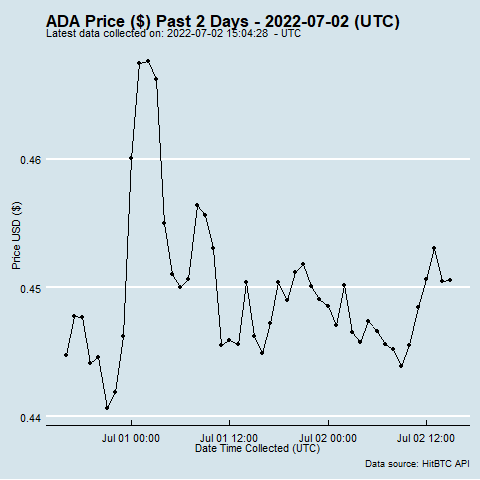 ADA Price ($) Past 2 Days - 2022-07-02 (UTC)
Latest data collected on: 2022-07-02 15:04:28  - UTC
Price USD ($)
0.46
0.45
0.44
Jul 01 00:00
Jul 01 12:00
Jul 02 00:00
Jul 02 12:00
Date Time Collected (UTC)
Data source: HitBTC API